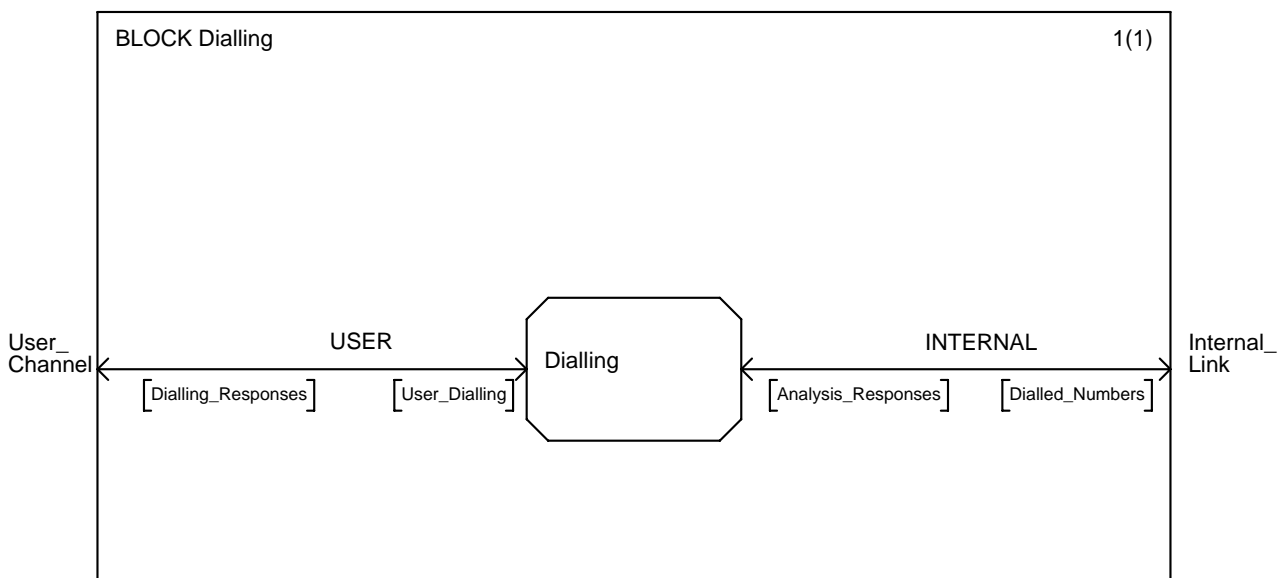 BLOCK Dialling
1(1)
User_
Channel
USER
[Dialling_Responses]
[User_Dialling]
Dialling
INTERNAL
[Analysis_Responses]
[Dialled_Numbers]
Internal_
Link